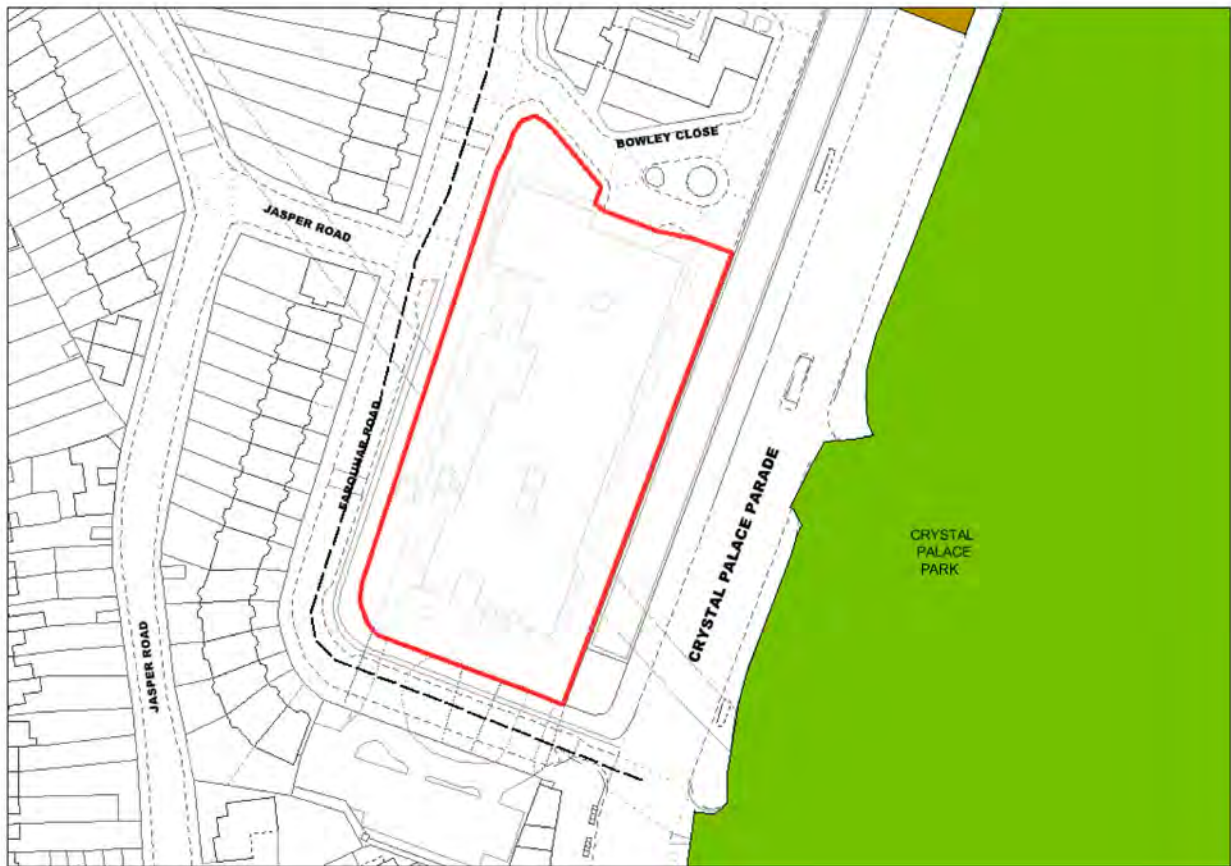 BOWLEY CLOSE
JASPER ROAD
FARQUHAR ROAD
CRYSTAL PALACE PARADE
CRYSTAL
PALACE
PARK
JASPER ROAD